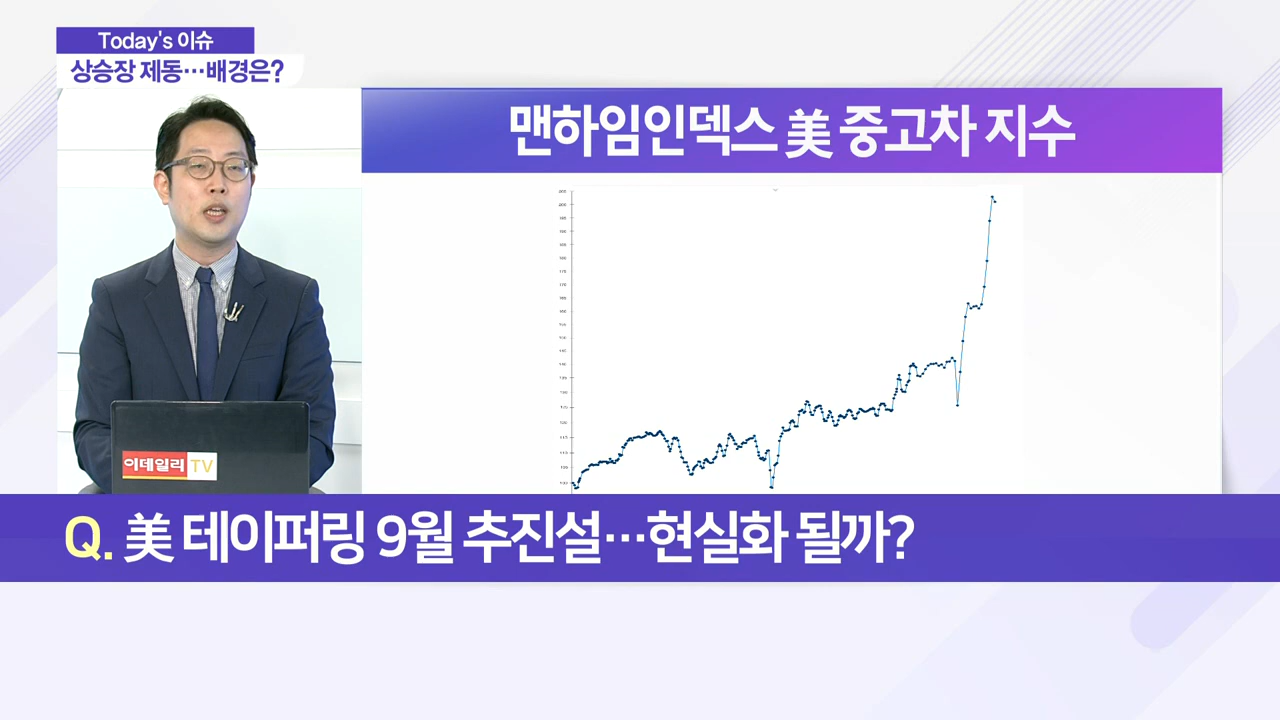 Today's 이슈
상승장 제동…배경은?
맨하임인덱스 美 중고차 지수
이데일리 TV
Q. 美 테이퍼링 9월 추진설…현실화 될까?